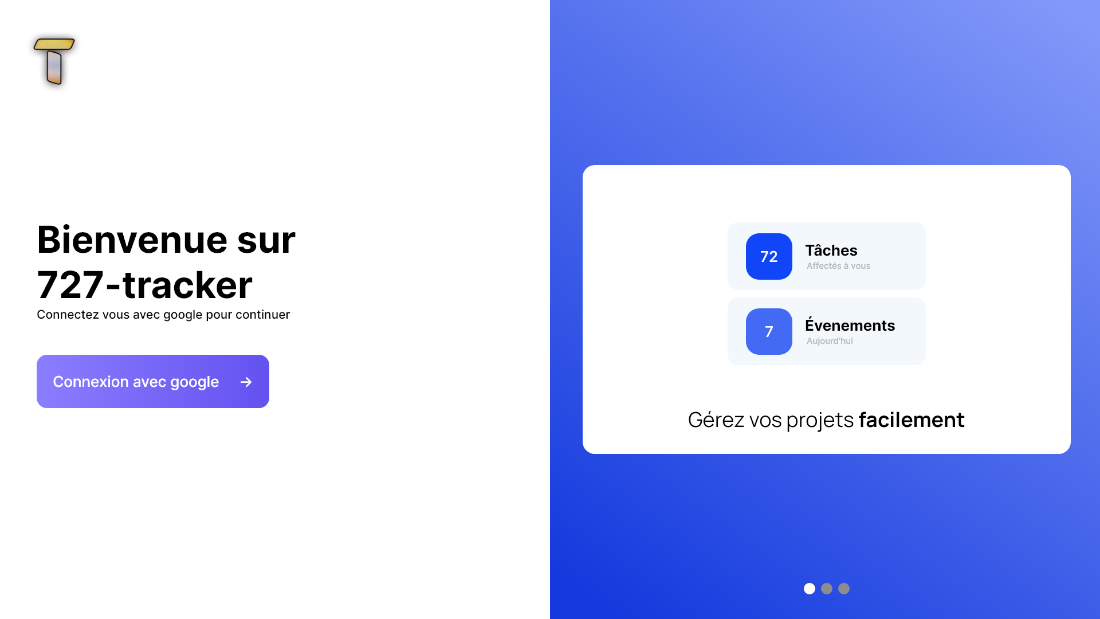 T
Bienvenue sur
727-tracker
Connectez vous avec google pour continuer
Connexion avec google →
72
Tâches
Affectés à vous
7
Évenements
Aujourd'hui
Gérez vos projets facilement